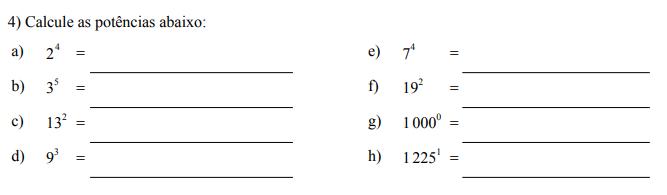 4) Calcule as potências abaixo:
a) 2⁴ =
b) 3⁵ =
c) 13² =
d) 9³ =
e) 7⁴ =
f) 19² =
g) 1 000⁰ =
h) 1 225¹ =